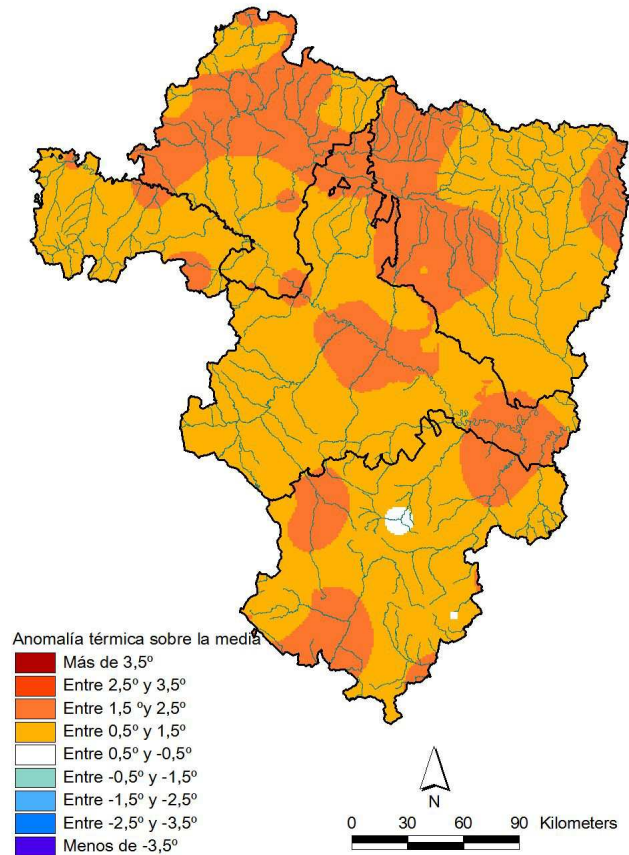 Anomalía térmica sobre la media
Más de 3,5º
Entre 2,5º y 3,5º
Entre 1,5 ºy 2,5º
Entre 0,5º y 1,5º
Entre 0,5º y -0,5º
Entre -0,5º y -1,5º
Entre -1,5º y -2,5º
Entre -2,5º y -3,5º
Menos de -3,5º
N
0 30 60 90 Kilometers